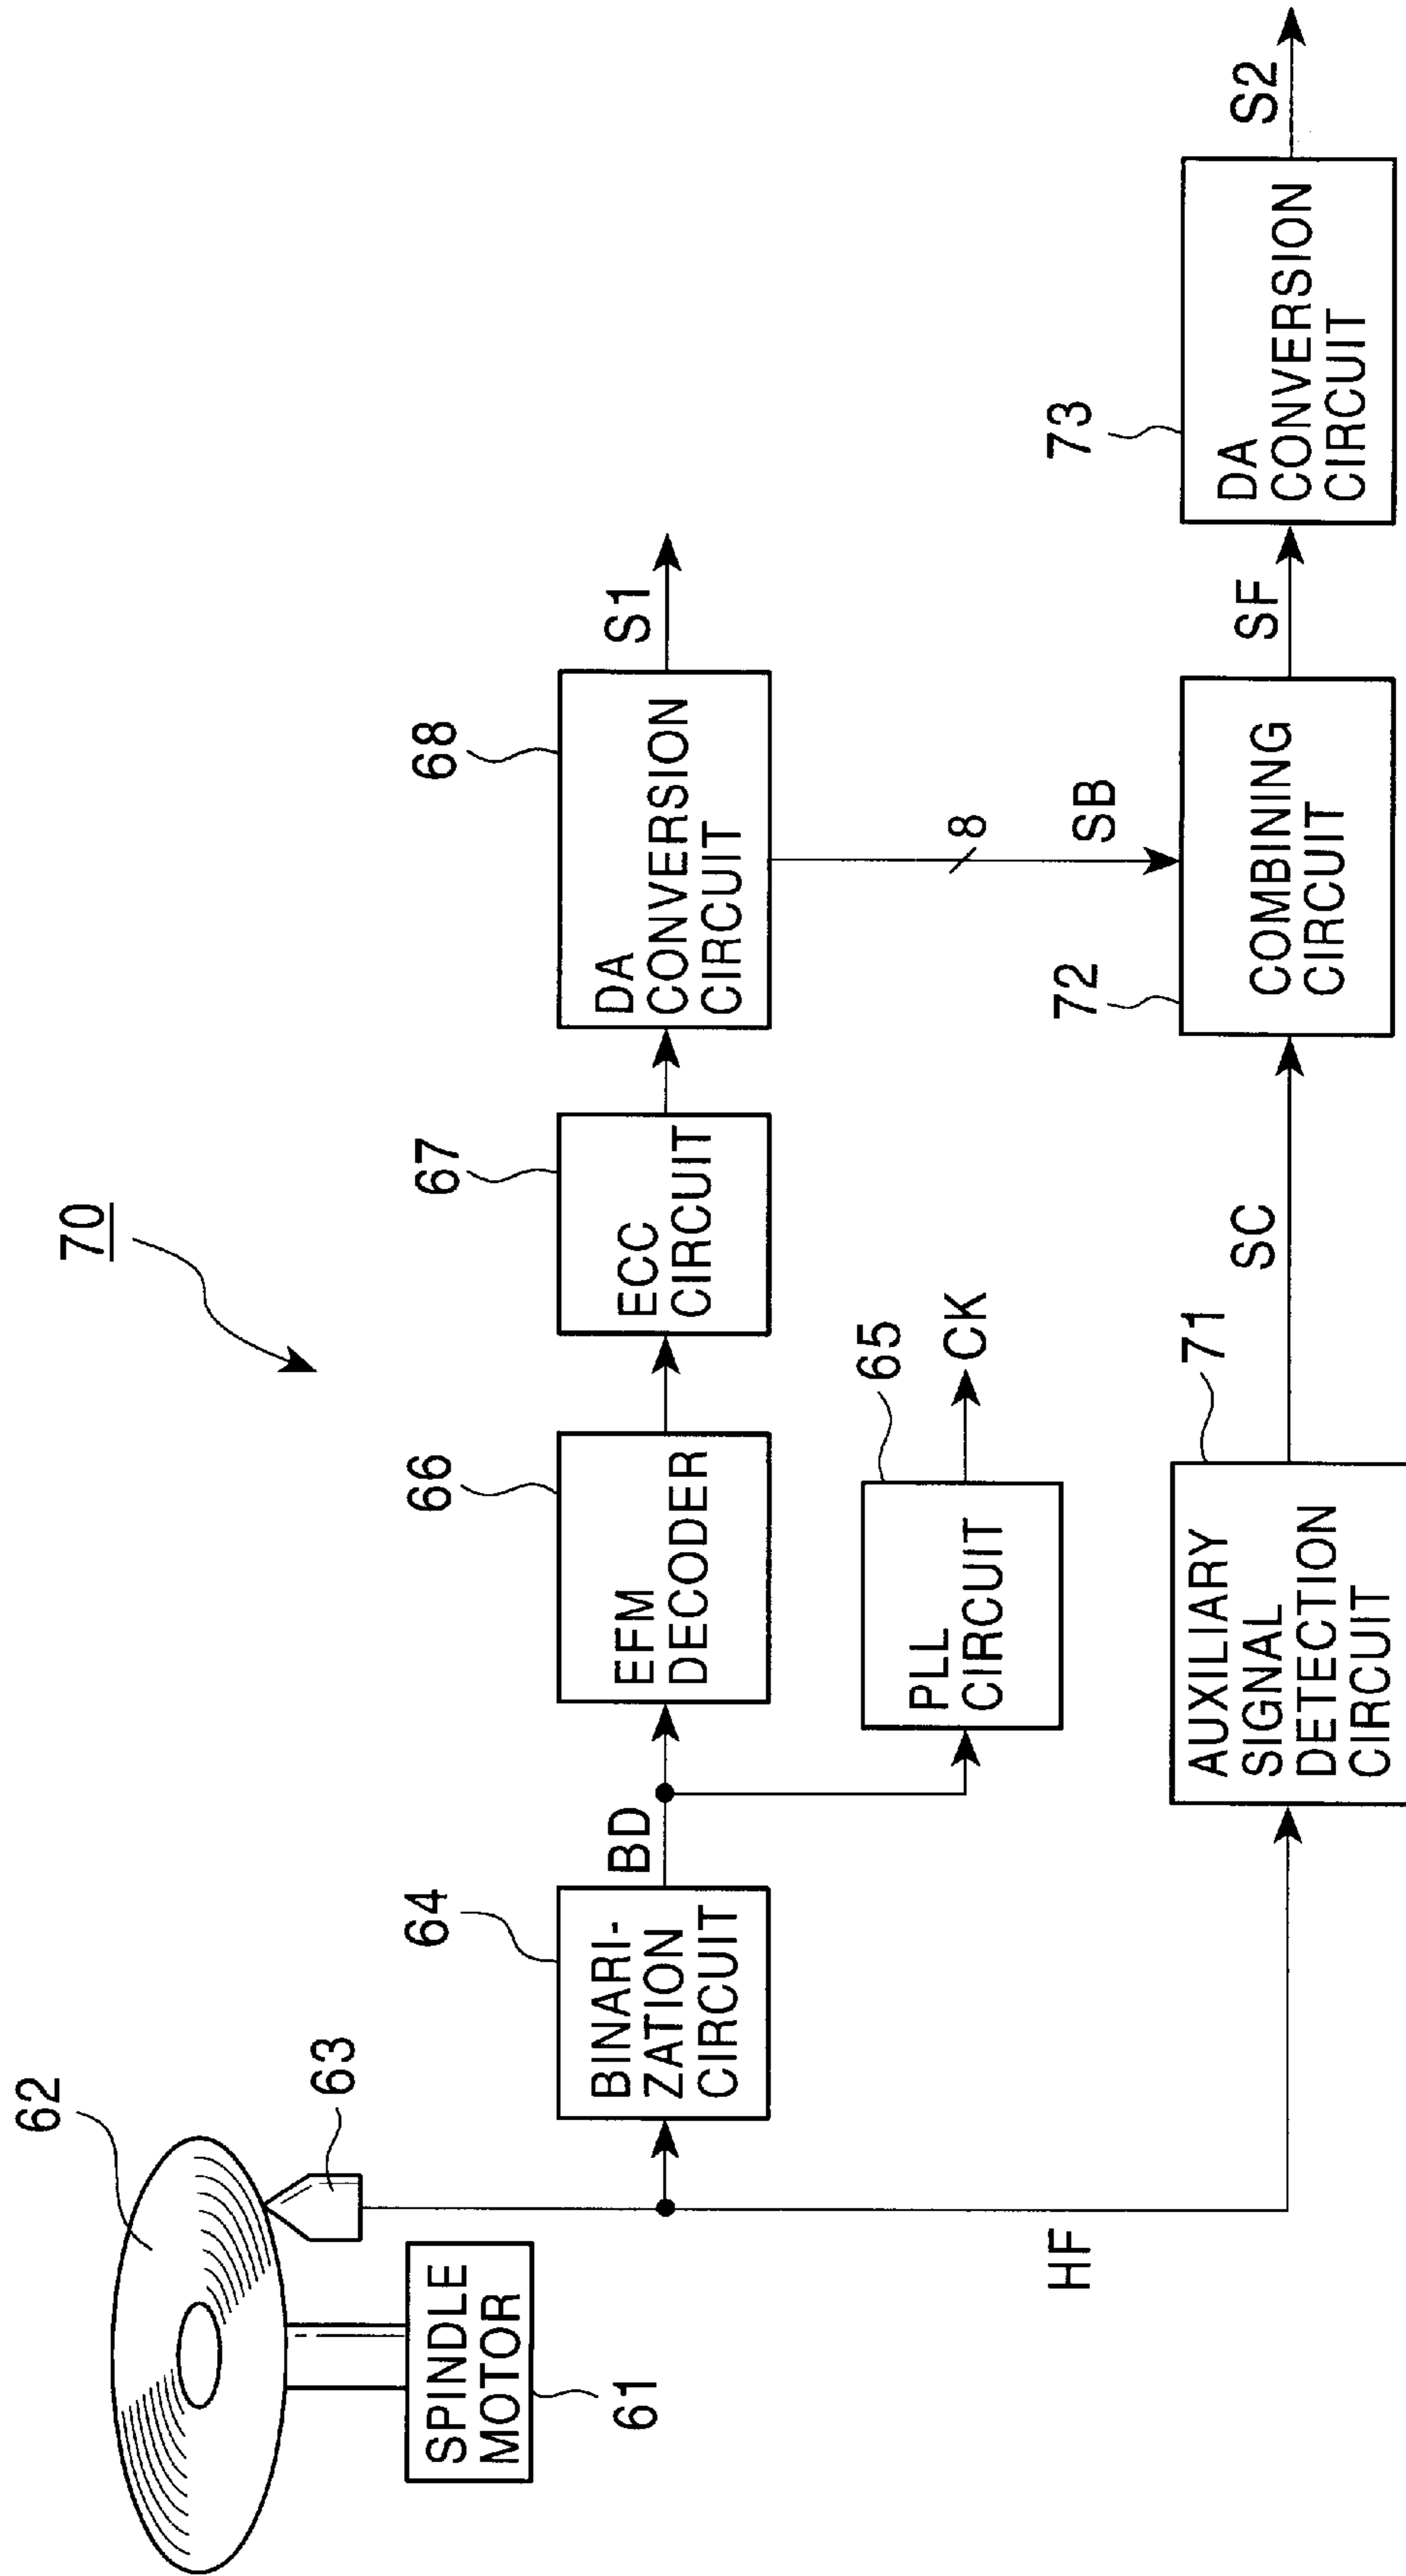 70
62
63
SPINDLE
MOTOR
61
HF
64
BINARI-
ZATION
CIRCUIT
BD
66
EFM
DECODER
67
ECC
CIRCUIT
68
DA
CONVERSION
CIRCUIT
S1
65
PLL
CIRCUIT
CK
8
SB
71
AUXILIARY
SIGNAL
DETECTION
CIRCUIT
SC
72
COMBINING
CIRCUIT
SF
73
DA
CONVERSION
CIRCUIT
S2